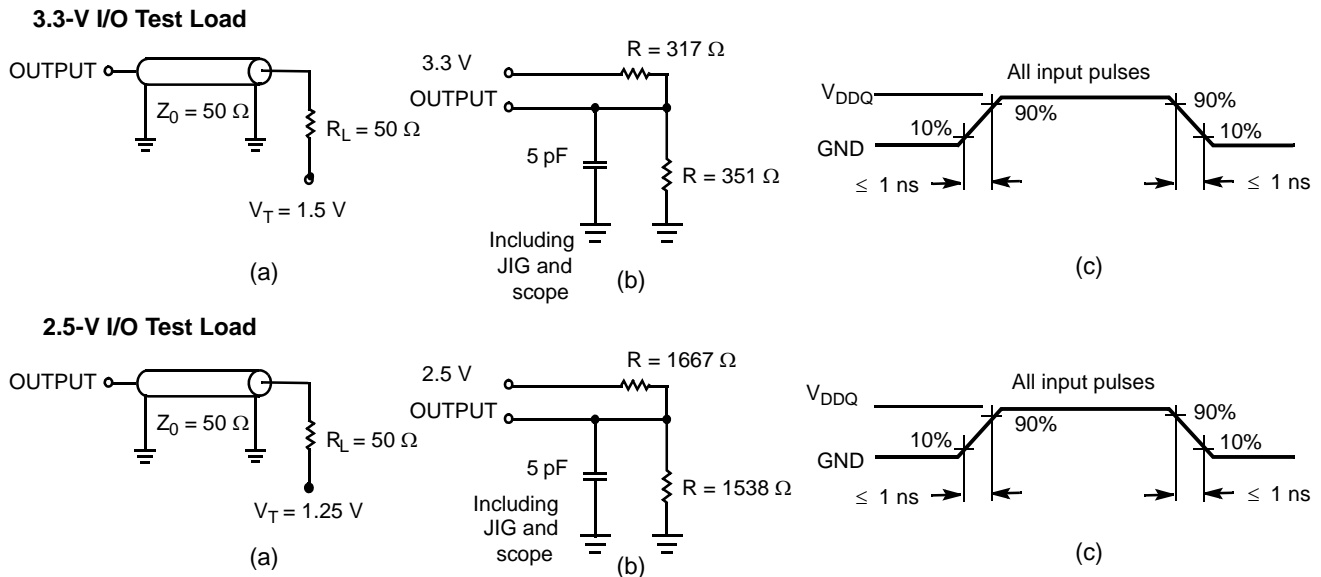 3.3-V I/O Test Load
OUTPUT
Z0 = 50 Ω
RL = 50 Ω
VT = 1.5 V
(a)
3.3 V
OUTPUT
R = 317 Ω
5 pF
R = 351 Ω
Including
JIG and
scope
(b)
All input pulses
VDDQ
GND
10%
90%
90%
10%
≤ 1 ns
≤ 1 ns
(c)
2.5-V I/O Test Load
OUTPUT
Z0 = 50 Ω
RL = 50 Ω
VT = 1.25 V
(a)
2.5 V
OUTPUT
R = 1667 Ω
5 pF
R = 1538 Ω
Including
JIG and
scope
(b)
All input pulses
VDDQ
GND
10%
90%
90%
10%
≤ 1 ns
≤ 1 ns
(c)